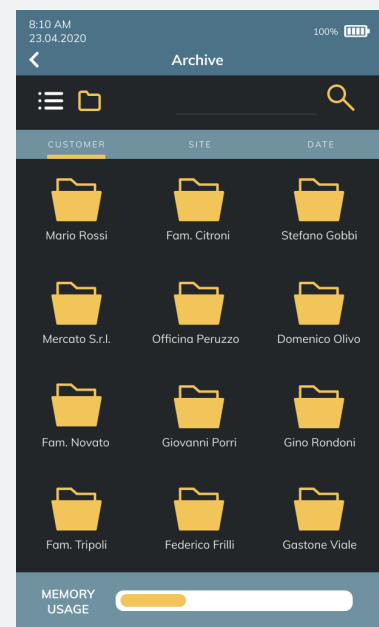 8:10 AM
23.04.2020
100%
Archive
CUSTOMER SITE DATE
Mario Rossi Fam. Citroni Stefano Gobbi
Mercato S.r.l. Officina Peruzzo Domenico Olivo
Fam. Novato Giovanni Porri Gino Rondoni
Fam. Tripoli Federico Frilli Gastone Viale
MEMORY
USAGE